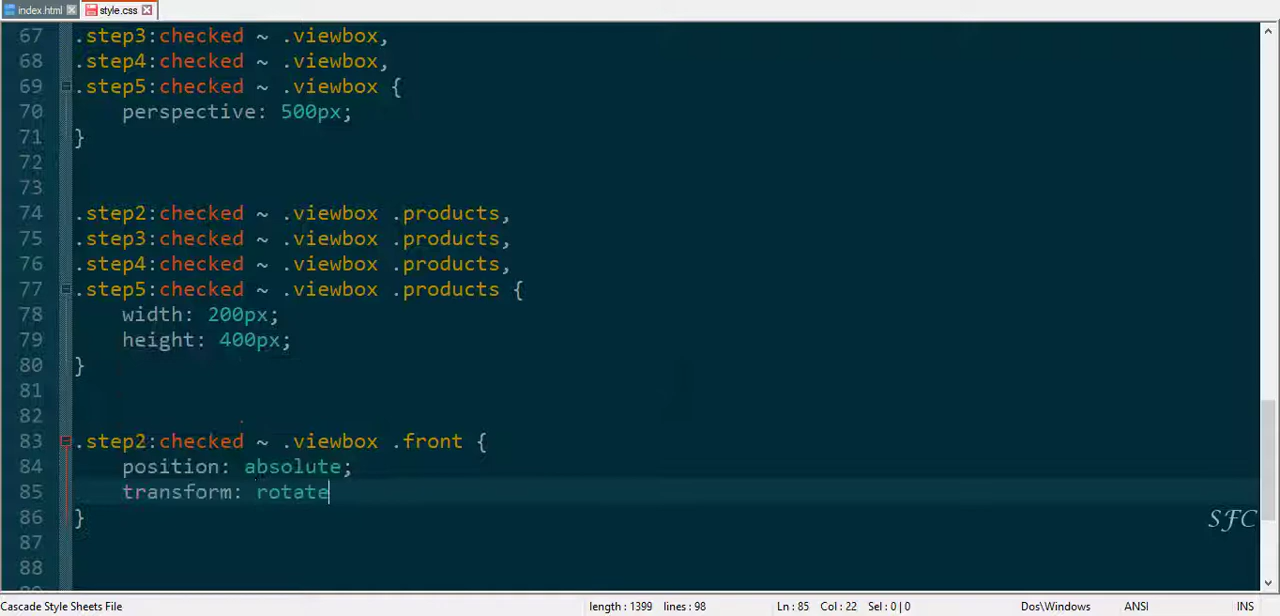 index.html style.css
67 .step3:checked ~ .viewbox,
68 .step4:checked ~ .viewbox,
69 .step5:checked ~ .viewbox {
70 perspective: 500px;
71 }
72
73
74 .step2:checked ~ .viewbox .products,
75 .step3:checked ~ .viewbox .products,
76 .step4:checked ~ .viewbox .products,
77 .step5:checked ~ .viewbox .products {
78 width: 200px;
79 height: 400px;
80 }
81
82
83 .step2:checked ~ .viewbox .front {
84 position: absolute;
85 transform: rotate
86 }
SFC
87
88
Cascade Style Sheets File length : 1399 lines : 98 Ln : 85 Col : 22 Sel : 0 | 0 Dos\Windows ANSI INS